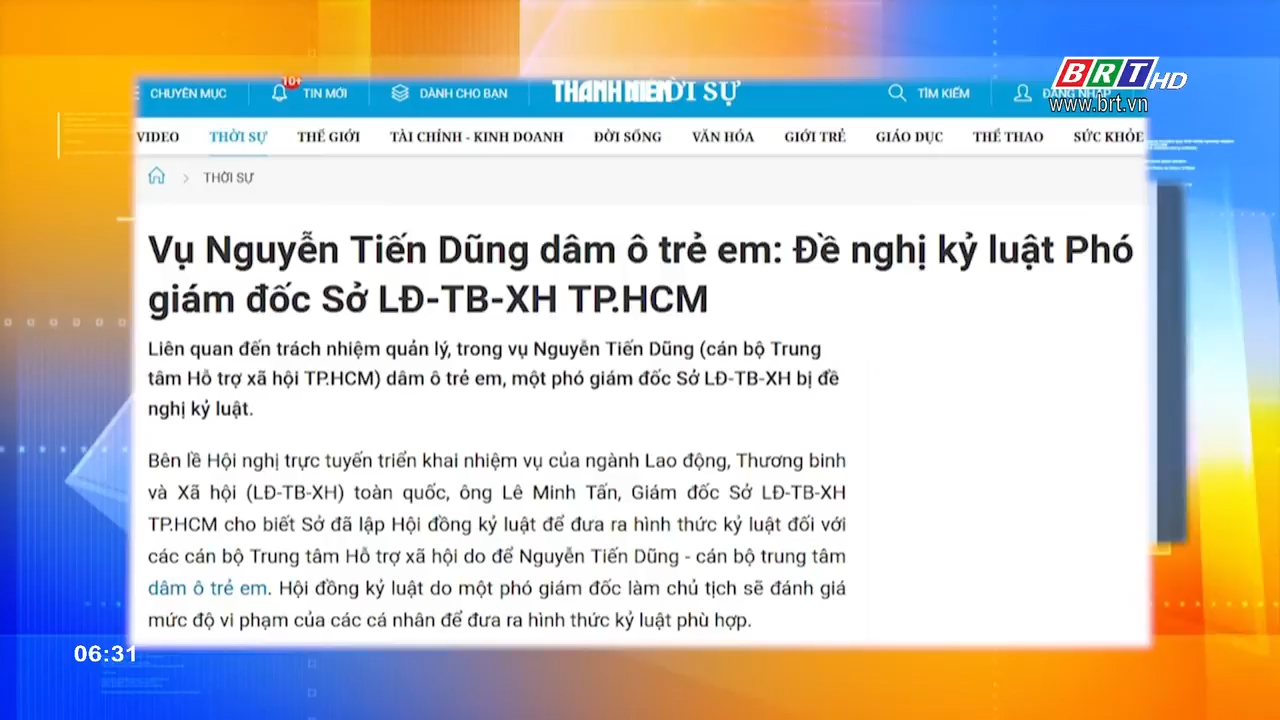 BRT HD
www.brt.vn
CHUYÊN MỤC 10+ TIN MỚI DÀNH CHO BẠN THANH NIÊN THỜI SỰ TÌM KIẾM ĐĂNG NHẬP
VIDEO THỜI SỰ THẾ GIỚI TÀI CHÍNH - KINH DOANH ĐỜI SỐNG VĂN HÓA GIỚI TRẺ GIÁO DỤC THỂ THAO SỨC KHỎE
THỜI SỰ
Vụ Nguyễn Tiến Dũng dâm ô trẻ em: Đề nghị kỷ luật Phó
giám đốc Sở LĐ-TB-XH TP.HCM
Liên quan đến trách nhiệm quản lý, trong vụ Nguyễn Tiến Dũng (cán bộ Trung
tâm Hỗ trợ xã hội TP.HCM) dâm ô trẻ em, một phó giám đốc Sở LĐ-TB-XH bị đề
nghị kỷ luật.
Bên lề Hội nghị trực tuyến triển khai nhiệm vụ của ngành Lao động, Thương binh
và Xã hội (LĐ-TB-XH) toàn quốc, ông Lê Minh Tấn, Giám đốc Sở LĐ-TB-XH
TP.HCM cho biết Sở đã lập Hội đồng kỷ luật để đưa ra hình thức kỷ luật đối với
các cán bộ Trung tâm Hỗ trợ xã hội do để Nguyễn Tiến Dũng - cán bộ trung tâm
dâm ô trẻ em. Hội đồng kỷ luật do một phó giám đốc làm chủ tịch sẽ đánh giá
mức độ vi phạm của các cá nhân để đưa ra hình thức kỷ luật phù hợp.
06:31